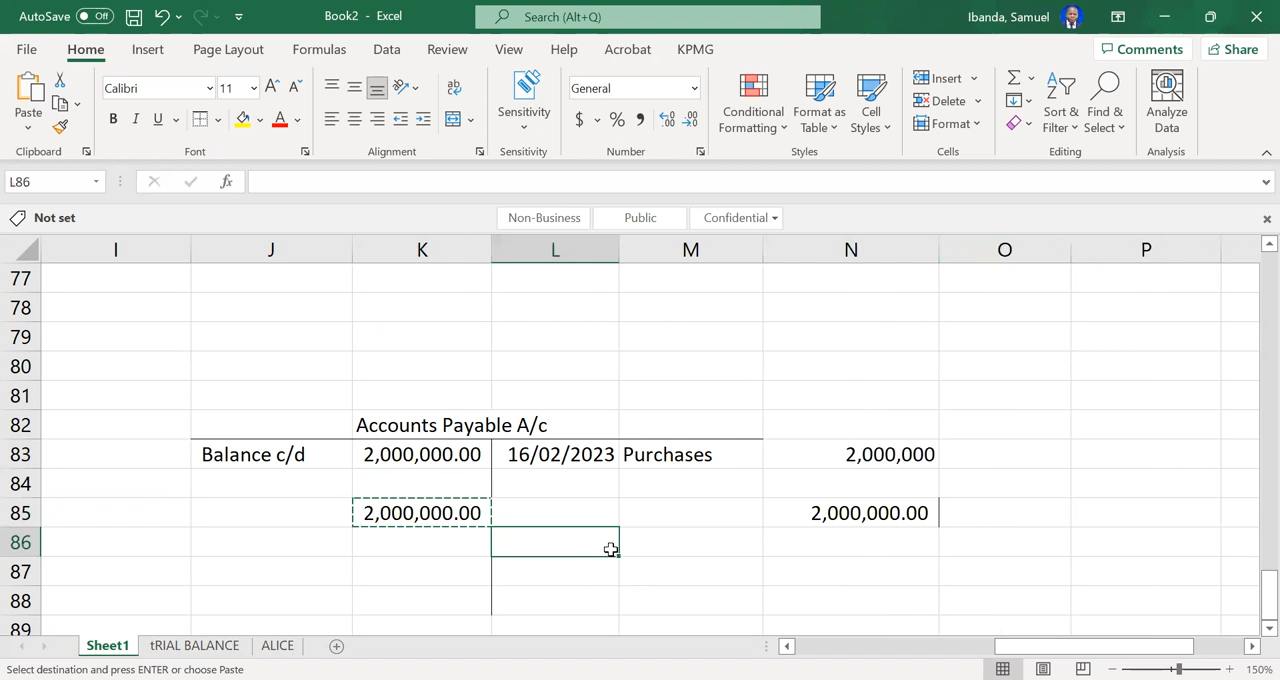 AutoSave Off Book2 - Excel Search (Alt+Q) Ibanda, Samuel
File Home Insert Page Layout Formulas Data Review View Help Acrobat KPMG Comments Share
Calibri 11 General Insert
Paste Sensitivity $ % Conditional Format as Cell Delete Sort & Find & Analyze
B I U A Formatting Table Styles Format Filter Select Data
Clipboard Font Alignment Sensitivity Number Styles Cells Editing Analysis
L86 fx
Not set Non-Business Public Confidential
I J K L M N O P
77
78
79
80
81
82 Accounts Payable A/c
83 Balance c/d 2,000,000.00 16/02/2023 Purchases 2,000,000
84
85 2,000,000.00 2,000,000.00
86
87
88
89
Sheet1 tRIAL BALANCE ALICE
Select destination and press ENTER or choose Paste 150%